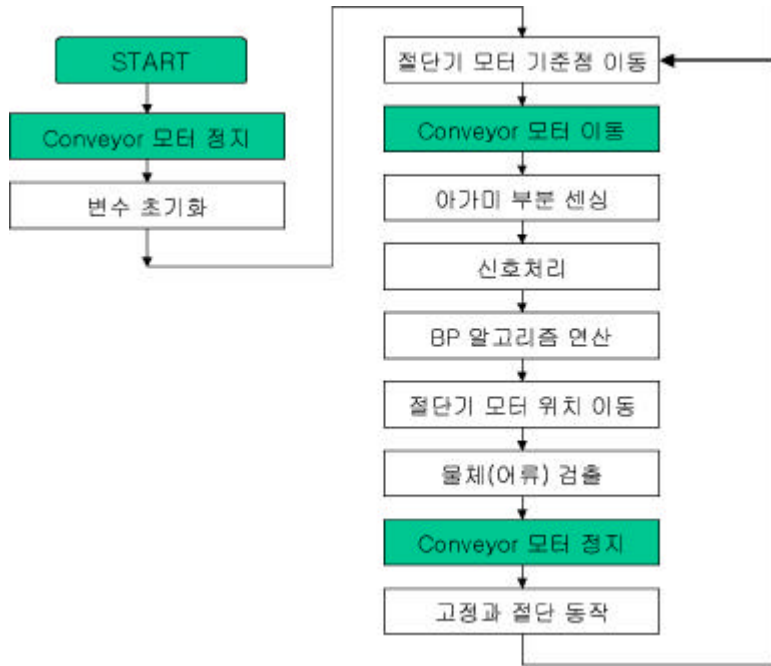 START
Conveyor 모터 정지
변수 초기화
절단기 모터 기준점 이동
Conveyor 모터 이동
아가미 부분 센싱
신호처리
BP 알고리즘 연산
절단기 모터 위치 이동
물체(어류) 검출
Conveyor 모터 정지
고정과 절단 동작